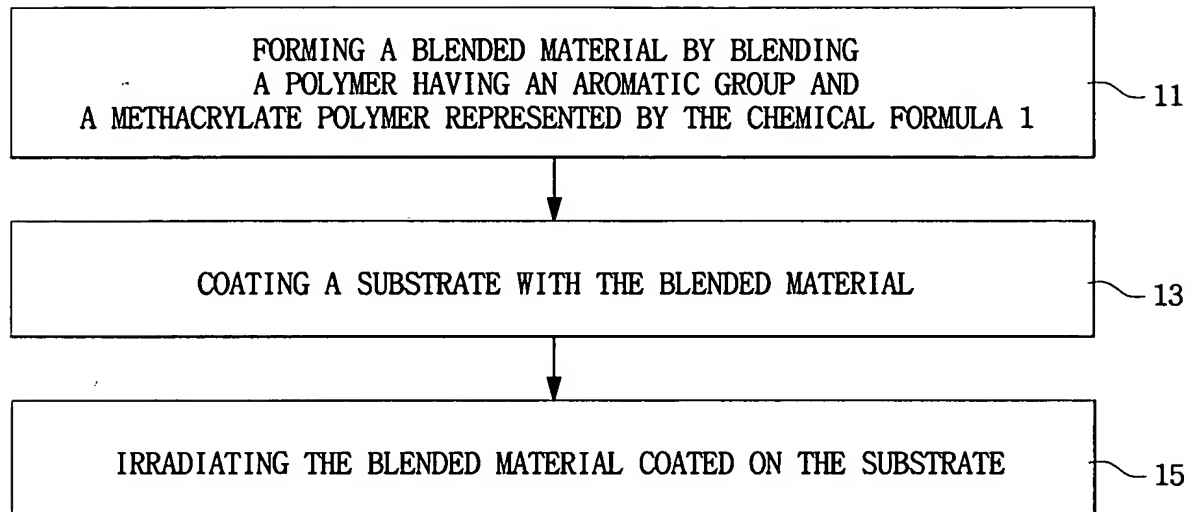 FORMING A BLENDED MATERIAL BY BLENDING
A POLYMER HAVING AN AROMATIC GROUP AND
A METHACRYLATE POLYMER REPRESENTED BY THE CHEMICAL FORMULA 1
11
COATING A SUBSTRATE WITH THE BLENDED MATERIAL
13
IRRADIATING THE BLENDED MATERIAL COATED ON THE SUBSTRATE
15